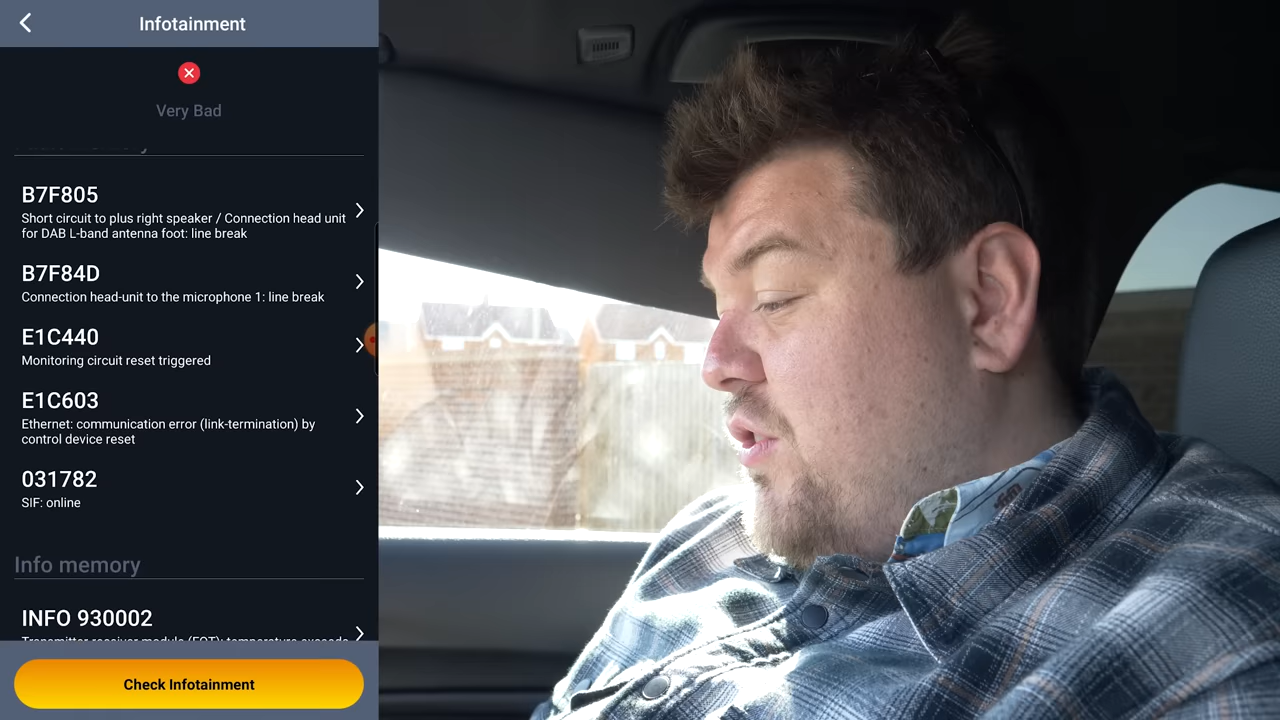 Infotainment
Very Bad
B7F805
Short circuit to plus right speaker / Connection head unit
for DAB L-band antenna foot: line break
B7F84D
Connection head-unit to the microphone 1: line break
E1C440
Monitoring circuit reset triggered
E1C603
Ethernet: communication error (link-termination) by
control device reset
031782
SIF: online
Info memory
INFO 930002
Check Infotainment